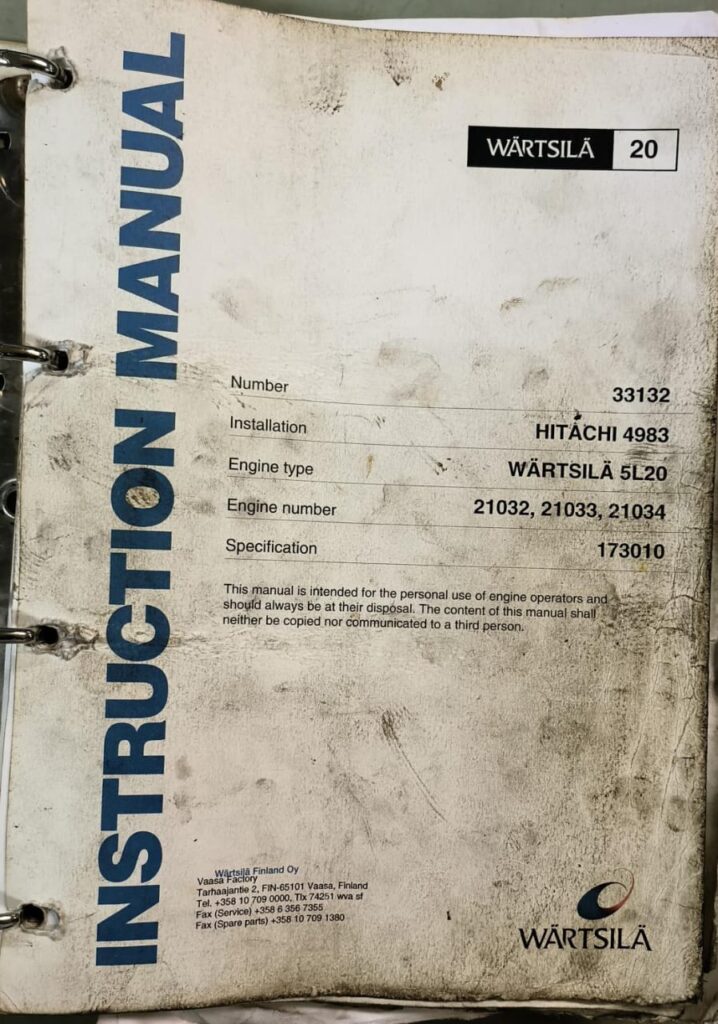 INSTRUCTION MANUAL
WÄRTSILÄ 20
Number 33132
Installation HITACHI 4983
Engine type WÄRTSILÄ 5L20
Engine number 21032, 21033, 21034
Specification 173010
This manual is intended for the personal use of engine operators and
should always be at their disposal. The content of this manual shall
neither be copied nor communicated to a third person.
Wärtsilä Finland Oy
Vaasa Factory
Tarhaajantie 2, FIN-65101 Vaasa, Finland
Tel. +358 10 709 0000, Tlx 74251 wva sf
Fax (Service) +358 6 356 7355
Fax (Spare parts) +358 10 709 1380
WÄRTSILÄ